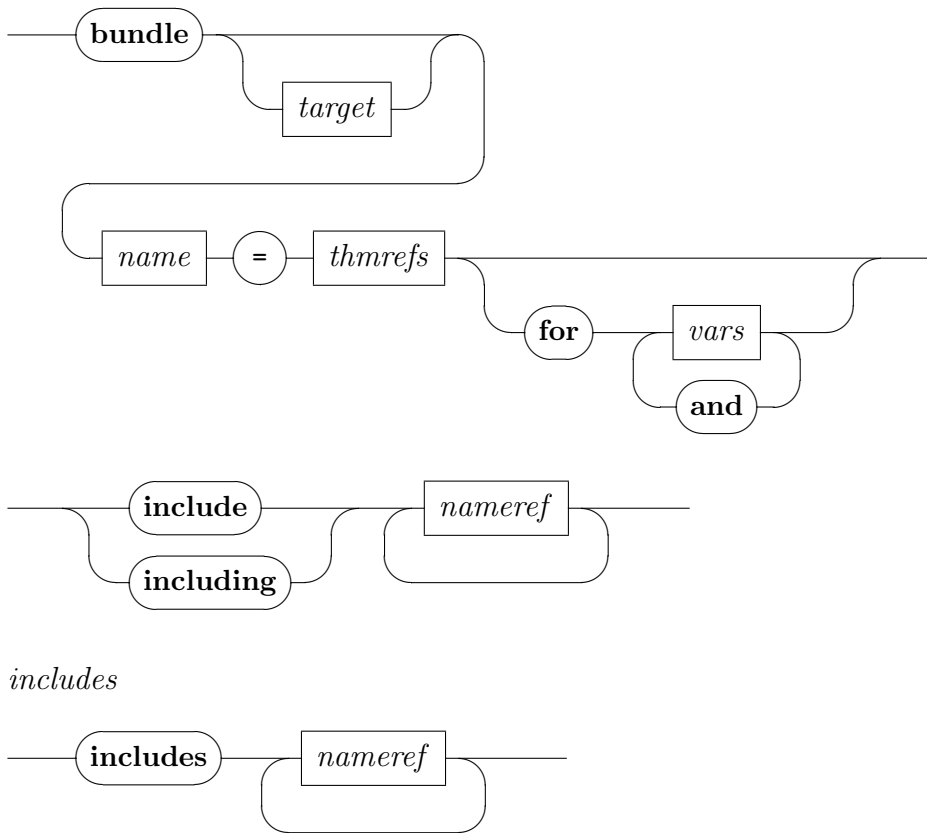 bundle
target
name = thmrefs
for vars
and
include nameref
including
includes
includes nameref